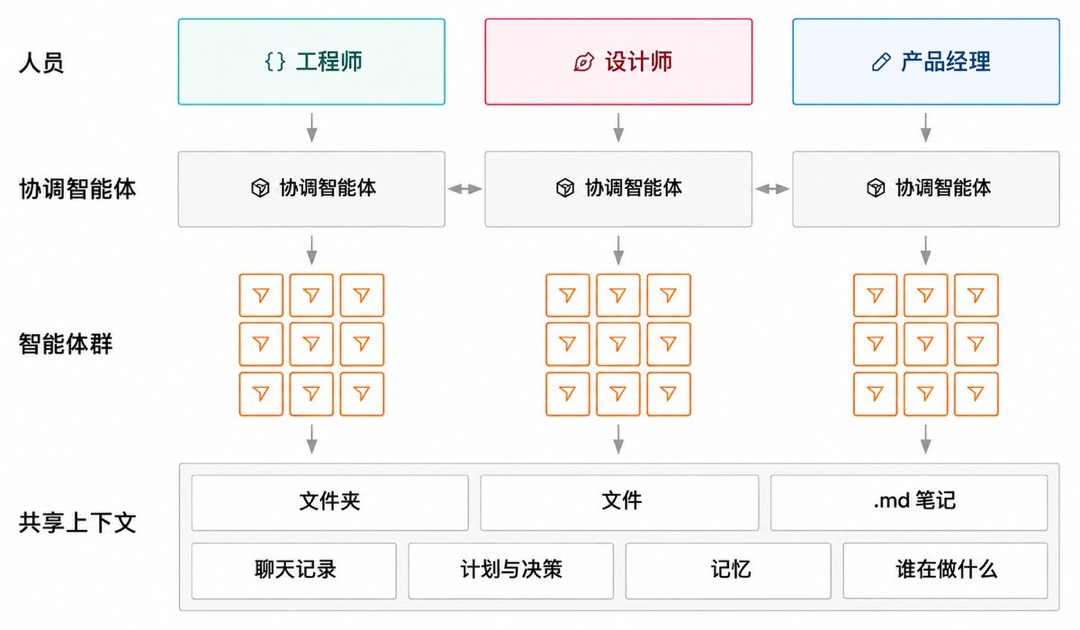 人员
{} 工程师
设计师
产品经理
协调智能体
协调智能体
协调智能体
协调智能体
智能体群
共享上下文
文件夹
文件
.md 笔记
聊天记录
计划与决策
记忆
谁在做什么